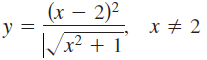 y = (x − 2)² / |√x² + 1, x ≠ 2